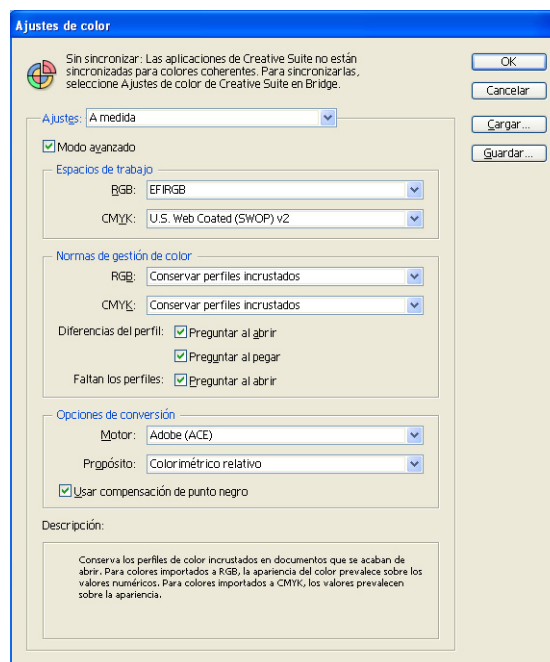 Ajustes de color
Sin sincronizar: Las aplicaciones de Creative Suite no están
sincronizadas para colores coherentes. Para sincronizarlas,
seleccione Ajustes de color de Creative Suite en Bridge.
OK
Cancelar
Cargar...
Guardar...
Ajustes: A medida
Modo avanzado
Espacios de trabajo
RGB: EFIRGB
CMYK: U.S. Web Coated (SWOP) v2
Normas de gestión de color
RGB: Conservar perfiles incrustados
CMYK: Conservar perfiles incrustados
Diferencias del perfil: Preguntar al abrir
Preguntar al pegar
Faltan los perfiles: Preguntar al abrir
Opciones de conversión
Motor: Adobe (ACE)
Propósito: Colorimétrico relativo
Usar compensación de punto negro
Descripción:
Conserva los perfiles de color incrustados en documentos que se acaban de
abrir. Para colores importados a RGB, la apariencia del color prevalece sobre los
valores numéricos. Para colores importados a CMYK, los valores prevalecen
sobre la apariencia.